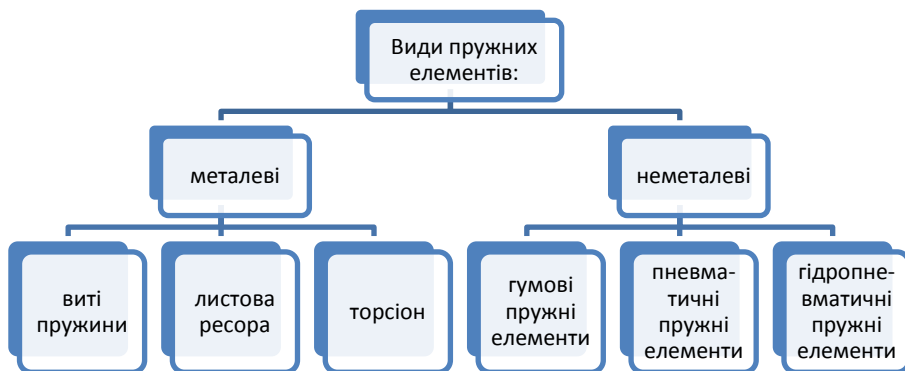 Види пружних
елементів:
металеві
неметалеві
виті
пружини
листова
ресора
торсіон
гумові
пружні
елементи
пневма-
тичні
пружні
елементи
гідропне-
вматичні
пружні
елементи